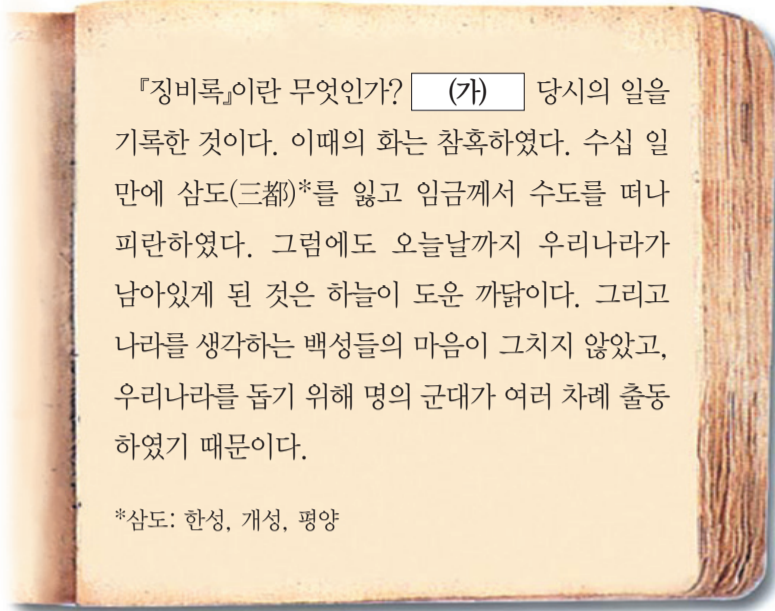 『징비록』이란 무엇인가? (가) 당시의 일을
기록한 것이다. 이때의 화는 참혹하였다. 수십 일
만에 삼도(三都)*를 잃고 임금께서 수도를 떠나
피란하였다. 그럼에도 오늘날까지 우리나라가
남아있게 된 것은 하늘이 도운 까닭이다. 그리고
나라를 생각하는 백성들의 마음이 그치지 않았고,
우리나라를 돕기 위해 명의 군대가 여러 차례 출동
하였기 때문이다.
*삼도: 한성, 개성, 평양